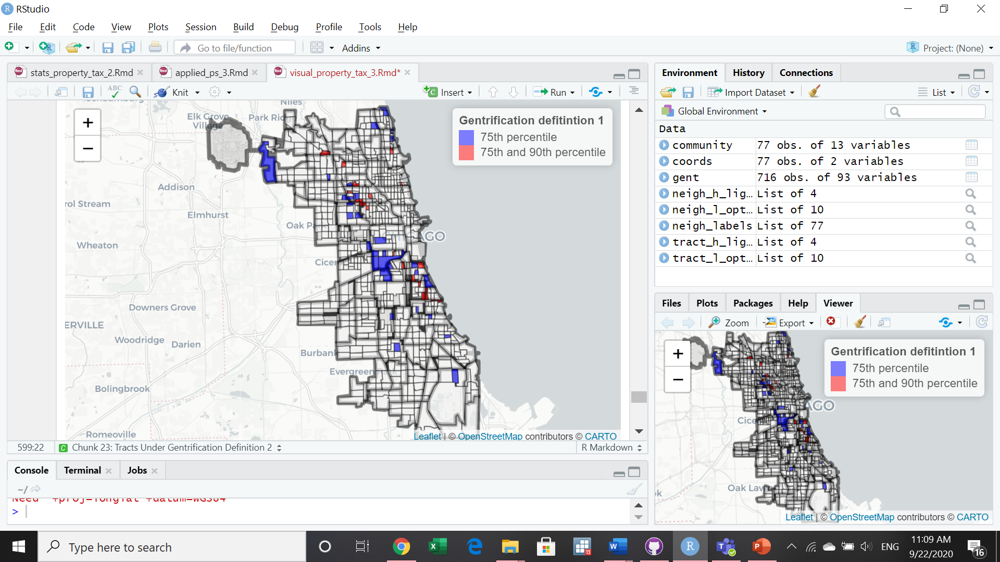 RStudio
File Edit Code View Plots Session Build Debug Profile Tools Help
Go to file/function Addins Project: (None)
stats_property_tax_2.Rmd applied_ps_3.Rmd visual_property_tax_3.Rmd*
ABC Knit Insert Run
Niles
Elk Grove
Village
Park Ridge
+
−
Gentrification defitintion 1
75th percentile
75th and 90th percentile
Addison
rol Stream
Elmhurst
Oak Pa
AGO
Wheaton
Cicer
Downers Grove
ERVILLE
Woodridge
Darien
Burbank
Evergreen
Bolingbrook
Romeoville
Leaflet | © OpenStreetMap contributors © CARTO
599:22 C Chunk 23: Tracts Under Gentrification Definition 2 R Markdown
Console Terminal Jobs
~/
Need '+proj=longlat +datum=WGS84'
>
Environment History Connections
Import Dataset List
Global Environment
Data
community 77 obs. of 13 variables
coords 77 obs. of 2 variables
gent 716 obs. of 93 variables
neigh_h_lig… List of 4
neigh_l_opt… List of 10
neigh_labels List of 77
tract_h_lig… List of 4
tract_l_opt… List of 10
Files Plots Packages Help Viewer
Zoom Export
+
−
Gentrification defitintion 1
75th percentile
75th and 90th percentile
AGO
Cice
Oak Law
k
Leaflet | © OpenStreetMap contributors © CARTO
Type here to search
13
ENG
11:09 AM
9/22/2020
16